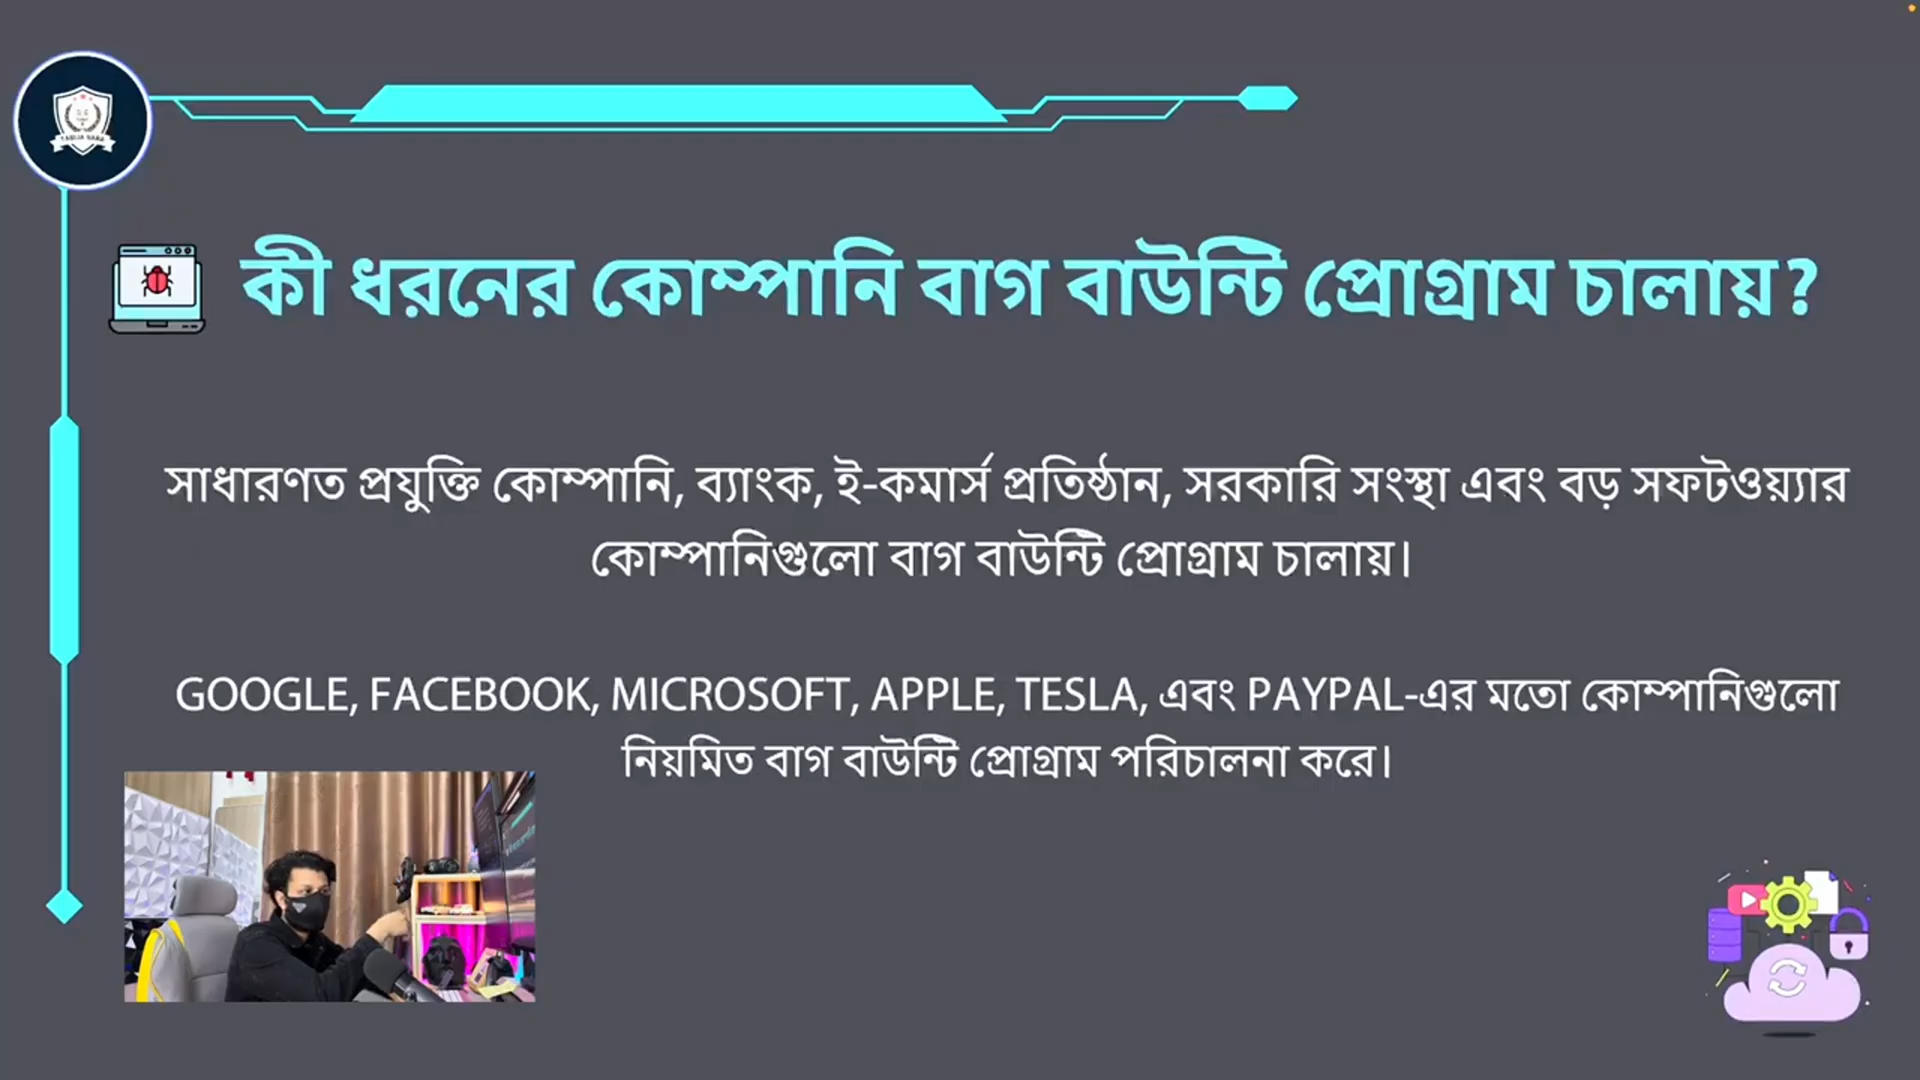 কী ধরনের কোম্পানি বাগ বাউন্টি প্রোগ্রাম চালায়?
সাধারণত প্রযুক্তি কোম্পানি, ব্যাংক, ই-কমার্স প্রতিষ্ঠান, সরকারি সংস্থা এবং বড় সফটওয়্যার
কোম্পানিগুলো বাগ বাউন্টি প্রোগ্রাম চালায়।
GOOGLE, FACEBOOK, MICROSOFT, APPLE, TESLA, এবং PAYPAL-এর মতো কোম্পানিগুলো
নিয়মিত বাগ বাউন্টি প্রোগ্রাম পরিচালনা করে।